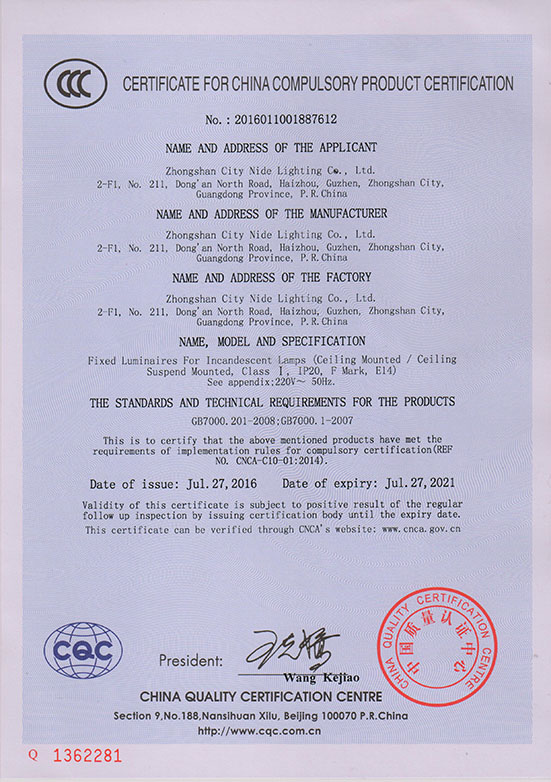 CCC
CERTIFICATE FOR CHINA COMPULSORY PRODUCT CERTIFICATION
No. : 2016011001887612
NAME AND ADDRESS OF THE APPLICANT
Zhongshan City Nide Lighting Co., Ltd.
2-F1, No. 211, Dong'an North Road, Haizhou, Guzhen, Zhongshan City,
Guangdong Province, P.R.China
NAME AND ADDRESS OF THE MANUFACTURER
Zhongshan City Nide Lighting Co., Ltd.
2-F1, No. 211, Dong'an North Road, Haizhou, Guzhen, Zhongshan City,
Guangdong Province, P.R.China
NAME AND ADDRESS OF THE FACTORY
Zhongshan City Nide Lighting Co., Ltd.
2-F1, No. 211, Dong'an North Road, Haizhou, Guzhen, Zhongshan City,
Guangdong Province, P.R.China
NAME, MODEL AND SPECIFICATION
Fixed Luminaires For Incandescent Lamps (Ceiling Mounted / Ceiling
Suspend Mounted, Class Ⅰ, IP20, F Mark, E14)
See appendix;220V～ 50Hz.
THE STANDARDS AND TECHNICAL REQUIREMENTS FOR THE PRODUCTS
GB7000.201-2008;GB7000.1-2007
This is to certify that the above mentioned products have met the
requirements of implementation rules for compulsory certification(REF
NO. CNCA-C10-01:2014).
Date of issue: Jul.27,2016 Date of expiry: Jul.27,2021
Validity of this certificate is subject to positive result of the regular
follow up inspection by issuing certification body until the expiry date.
This certificate can be verified through CNCA's website: www.cnca.gov.cn
CQC
President:
Wang Kejiao
CHINA QUALITY CERTIFICATION CENTRE
中国质量认证中心
CHINA QUALITY CERTIFICATION CENTRE
Section 9,No.188,Nansihuan Xilu, Beijing 100070 P.R.China
http://www.cqc.com.cn
Q 1362281